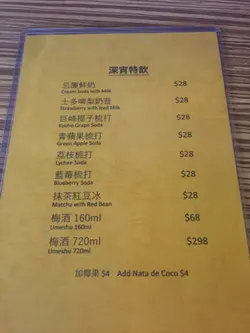 深宵特飲
忌廉鮮奶 $28
Cream Soda with Milk
士多啤梨奶昔 $28
Strawberry with Iced Milk
巨峰提子梳打 $28
Kyoho Grape Soda
青蘋果梳打 $28
Green Apple Soda
荔枝梳打 $28
Lychee Soda
藍莓梳打 $28
Blueberry Soda
抹茶紅豆冰 $28
Matcha with Red Bean
梅酒 160ml $68
Umeshu 160ml
梅酒 720ml $298
Umeshu 720ml
加椰果 $4 Add Nata de Coco $4